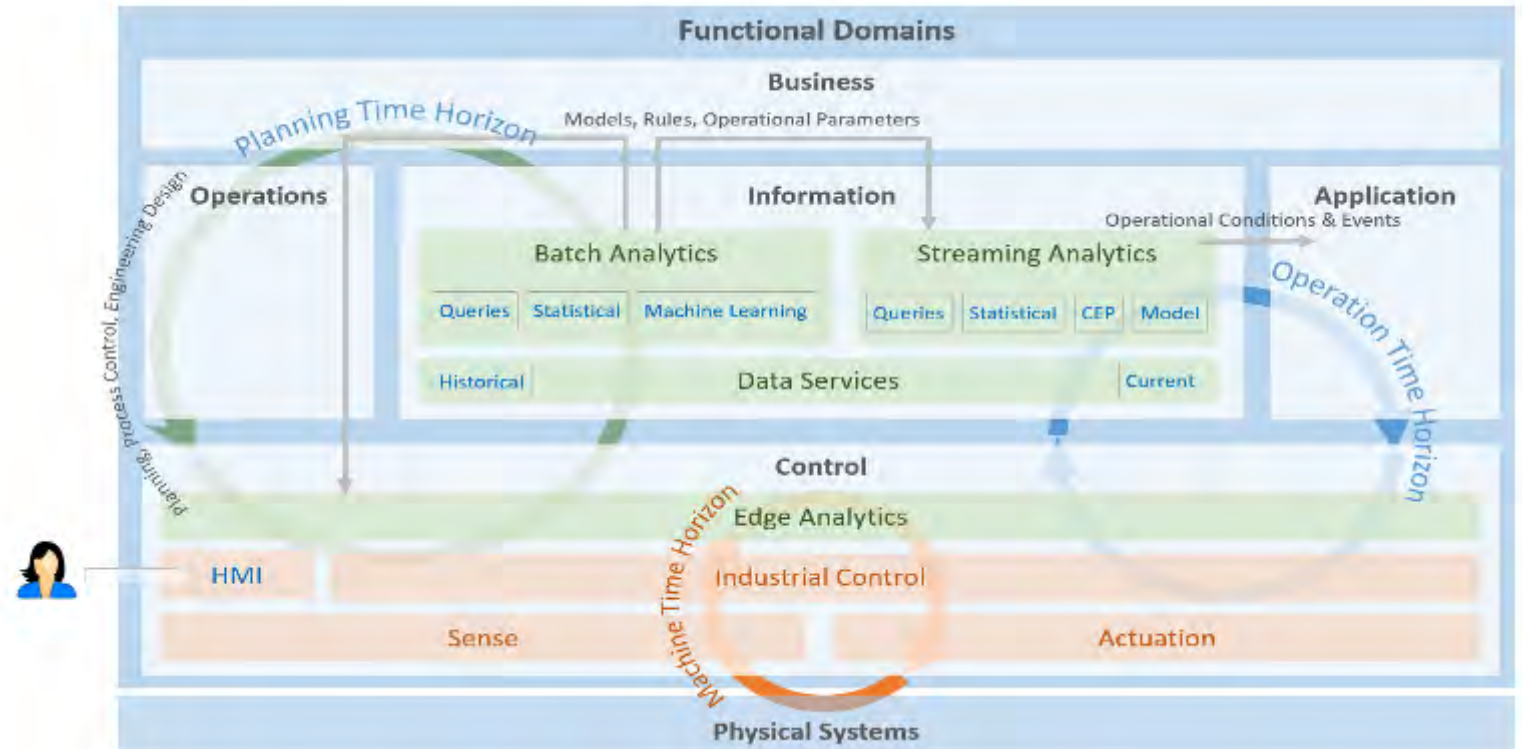 Functional Domains
Business
Planning Time Horizon
Models, Rules, Operational Parameters
Planning, Process Control, Engineering Design
Operations
Information
Application
Operational Conditions & Events
Batch Analytics
Streaming Analytics
Queries
Statistical
Machine Learning
Queries
Statistical
CEP
Model
Operation Time Horizon
Historical
Data Services
Current
Control
Edge Analytics
Machine Time Horizon
HMI
Industrial Control
Sense
Actuation
Physical Systems